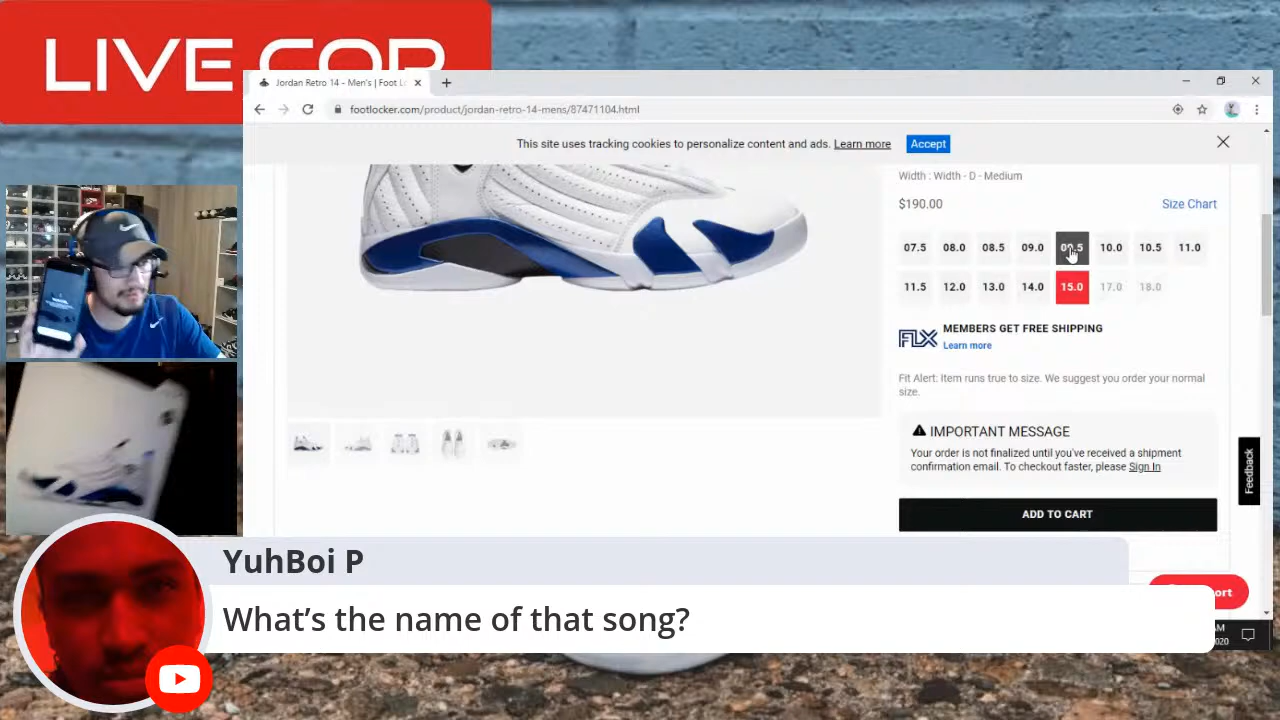 LIVE COP
Jordan Retro 14 - Men's | Foot Lo
footlocker.com/product/jordan-retro-14-mens/87471104.html
This site uses tracking cookies to personalize content and ads. Learn more
Accept
Width : Width - D - Medium
$190.00
Size Chart
07.5 08.0 08.5 09.0 09.5 10.0 10.5 11.0
11.5 12.0 13.0 14.0 15.0 17.0 18.0
FLX
MEMBERS GET FREE SHIPPING
Learn more
Fit Alert: Item runs true to size. We suggest you order your normal
size.
IMPORTANT MESSAGE
Your order is not finalized until you've received a shipment
confirmation email. To checkout faster, please Sign In
Feedback
ADD TO CART
YuhBoi P
What's the name of that song?
ort
AM
2020